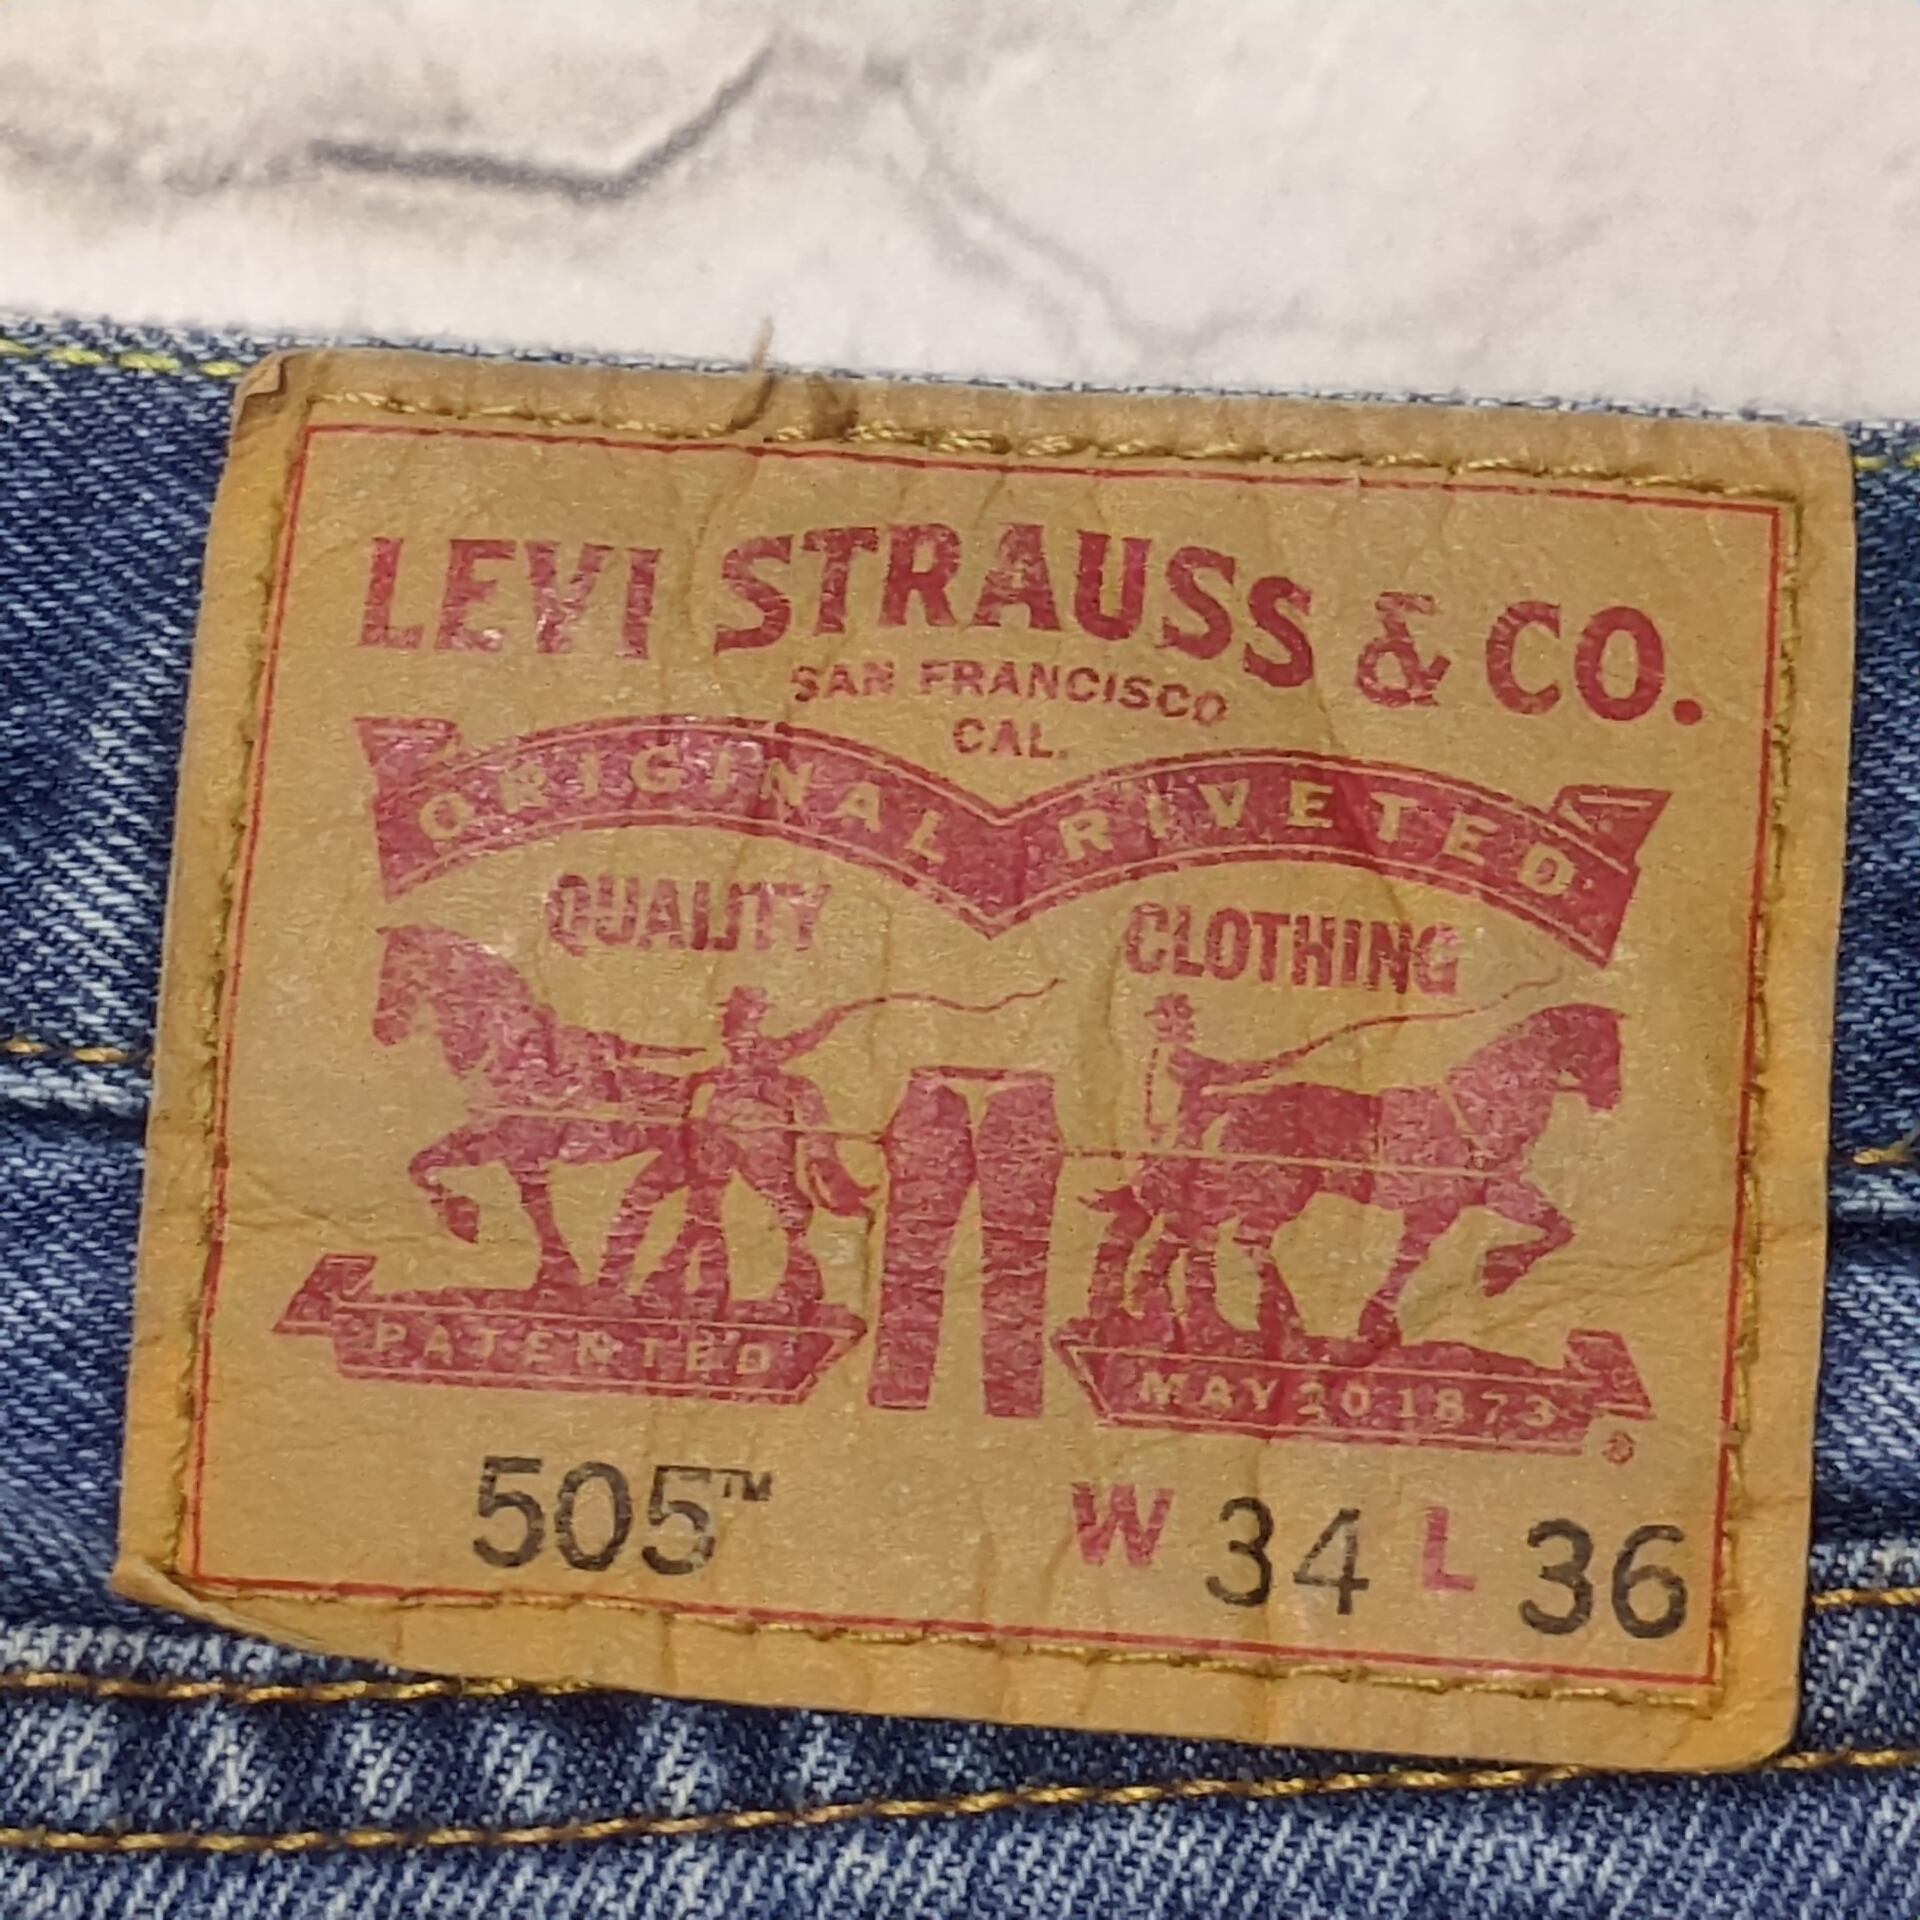 LEVI STRAUSS & CO.
SAN FRANCISCO
CAL.
ORIGINAL RIVETED
QUALITY CLOTHING
PATENTED MAY 20 1873 ®
505™ W 34 L 36